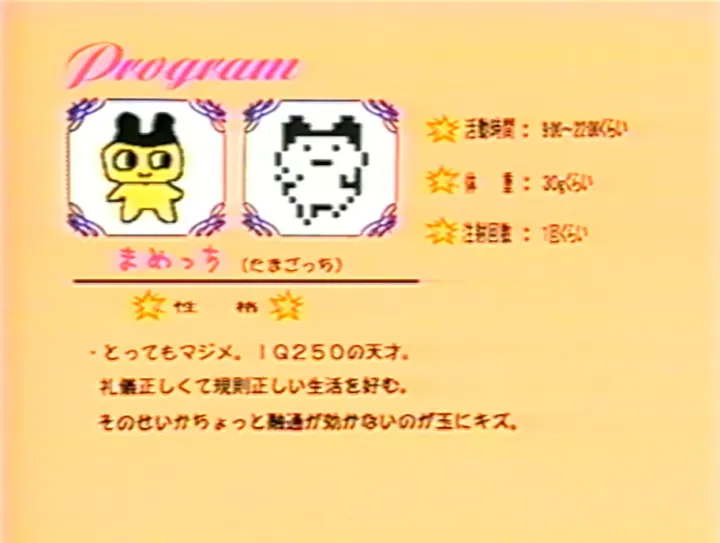 Program
まめっち (たまごっち)
活動時間: 9:00〜22:00くらい
体 重: 30gくらい
注射回数: 1回くらい
性 格
・とってもマジメ。IQ250の天才。
礼儀正しくて規則正しい生活を好む。
そのせいかちょっと融通が効かないのが玉にキズ。